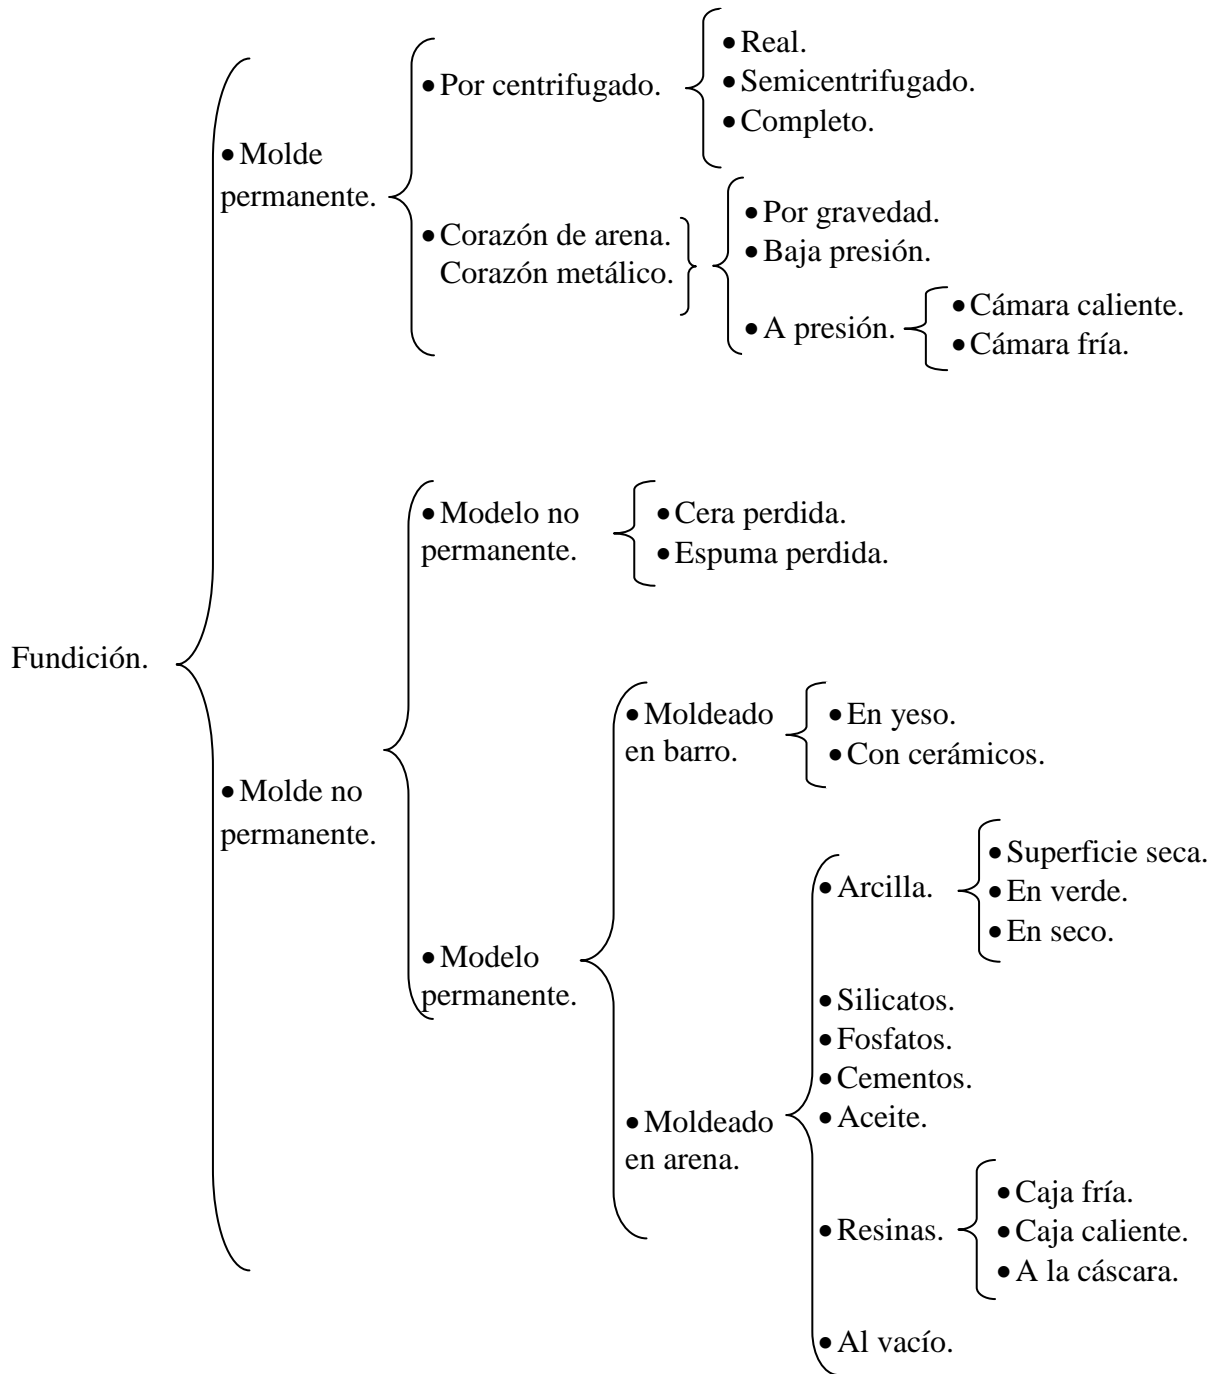 Fundición.
• Molde
permanente.
• Por centrifugado.
• Real.
• Semicentrifugado.
• Completo.
• Corazón de arena.
Corazón metálico.
• Por gravedad.
• Baja presión.
• A presión.
• Cámara caliente.
• Cámara fría.
• Molde no
permanente.
• Modelo no
permanente.
• Cera perdida.
• Espuma perdida.
• Modelo
permanente.
• Moldeado
en barro.
• En yeso.
• Con cerámicos.
• Moldeado
en arena.
• Arcilla.
• Superficie seca.
• En verde.
• En seco.
• Silicatos.
• Fosfatos.
• Cementos.
• Aceite.
• Resinas.
• Caja fría.
• Caja caliente.
• A la cáscara.
• Al vacío.